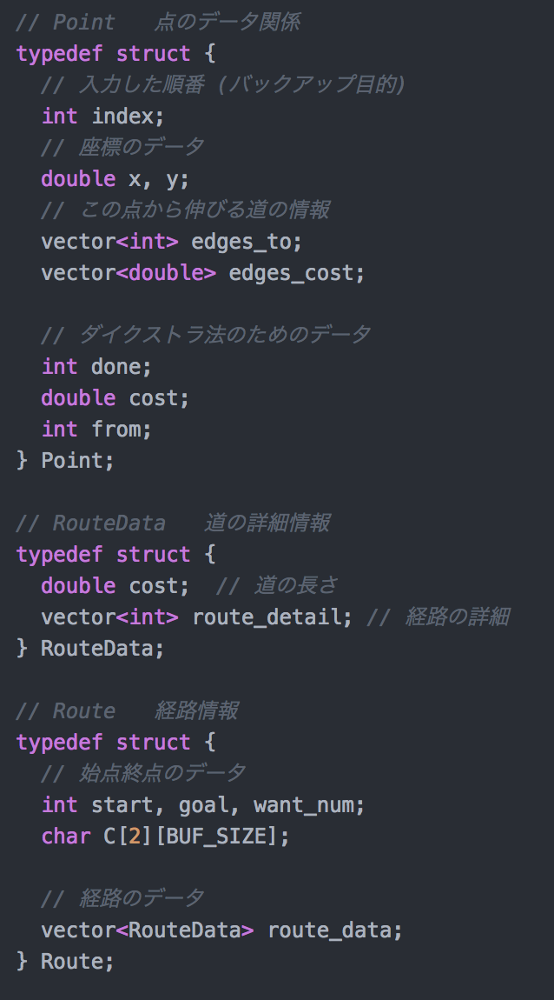 // Point   点のデータ関係
typedef struct {
  // 入力した順番 (バックアップ目的)
  int index;
  // 座標のデータ
  double x, y;
  // この点から伸びる道の情報
  vector<int> edges_to;
  vector<double> edges_cost;

  // ダイクストラ法のためのデータ
  int done;
  double cost;
  int from;
} Point;

// RouteData   道の詳細情報
typedef struct {
  double cost;  // 道の長さ
  vector<int> route_detail; // 経路の詳細
} RouteData;

// Route   経路情報
typedef struct {
  // 始点終点のデータ
  int start, goal, want_num;
  char C[2][BUF_SIZE];

  // 経路のデータ
  vector<RouteData> route_data;
} Route;